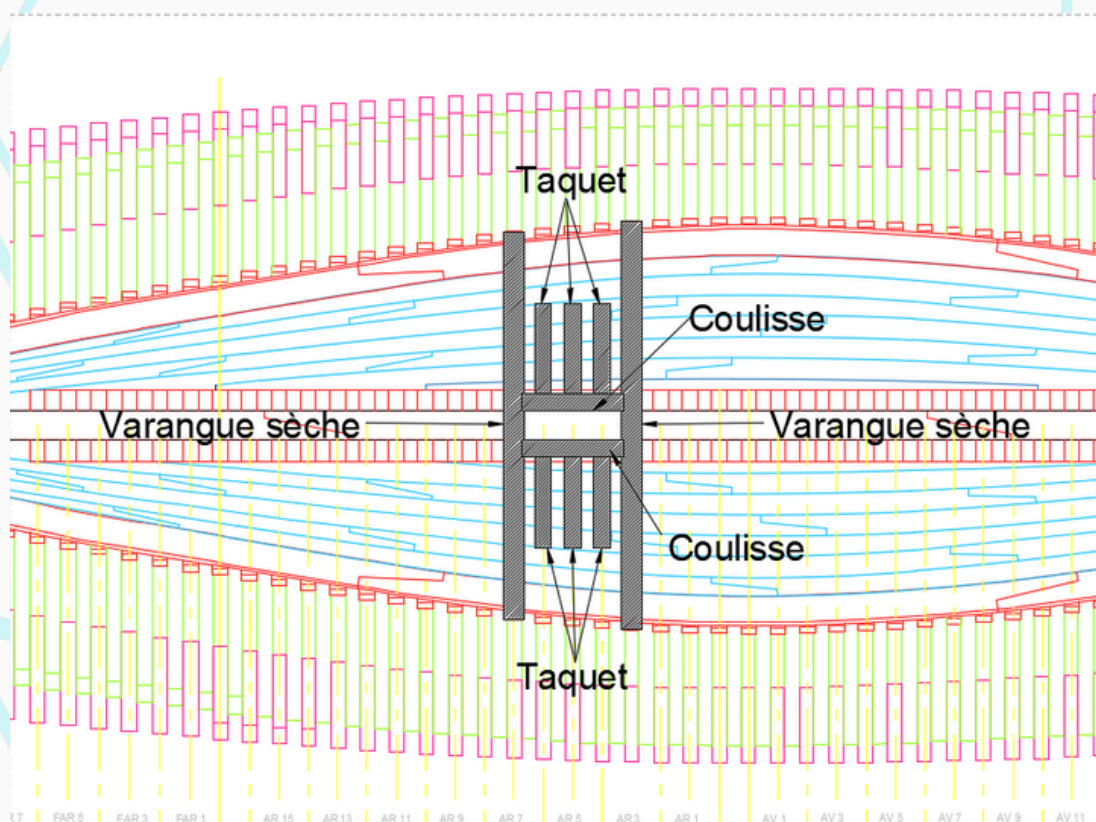 Taquet
Coulisse
Varangue sèche
Varangue sèche
Coulisse
Taquet
FAR 5
FAR 3
FAR 1
AR 15
AR 13
AR 11
AR 9
AR 7
AR 5
AR 3
AR 1
AV 1
AV 3
AV 5
AV 7
AV 9
AV 11